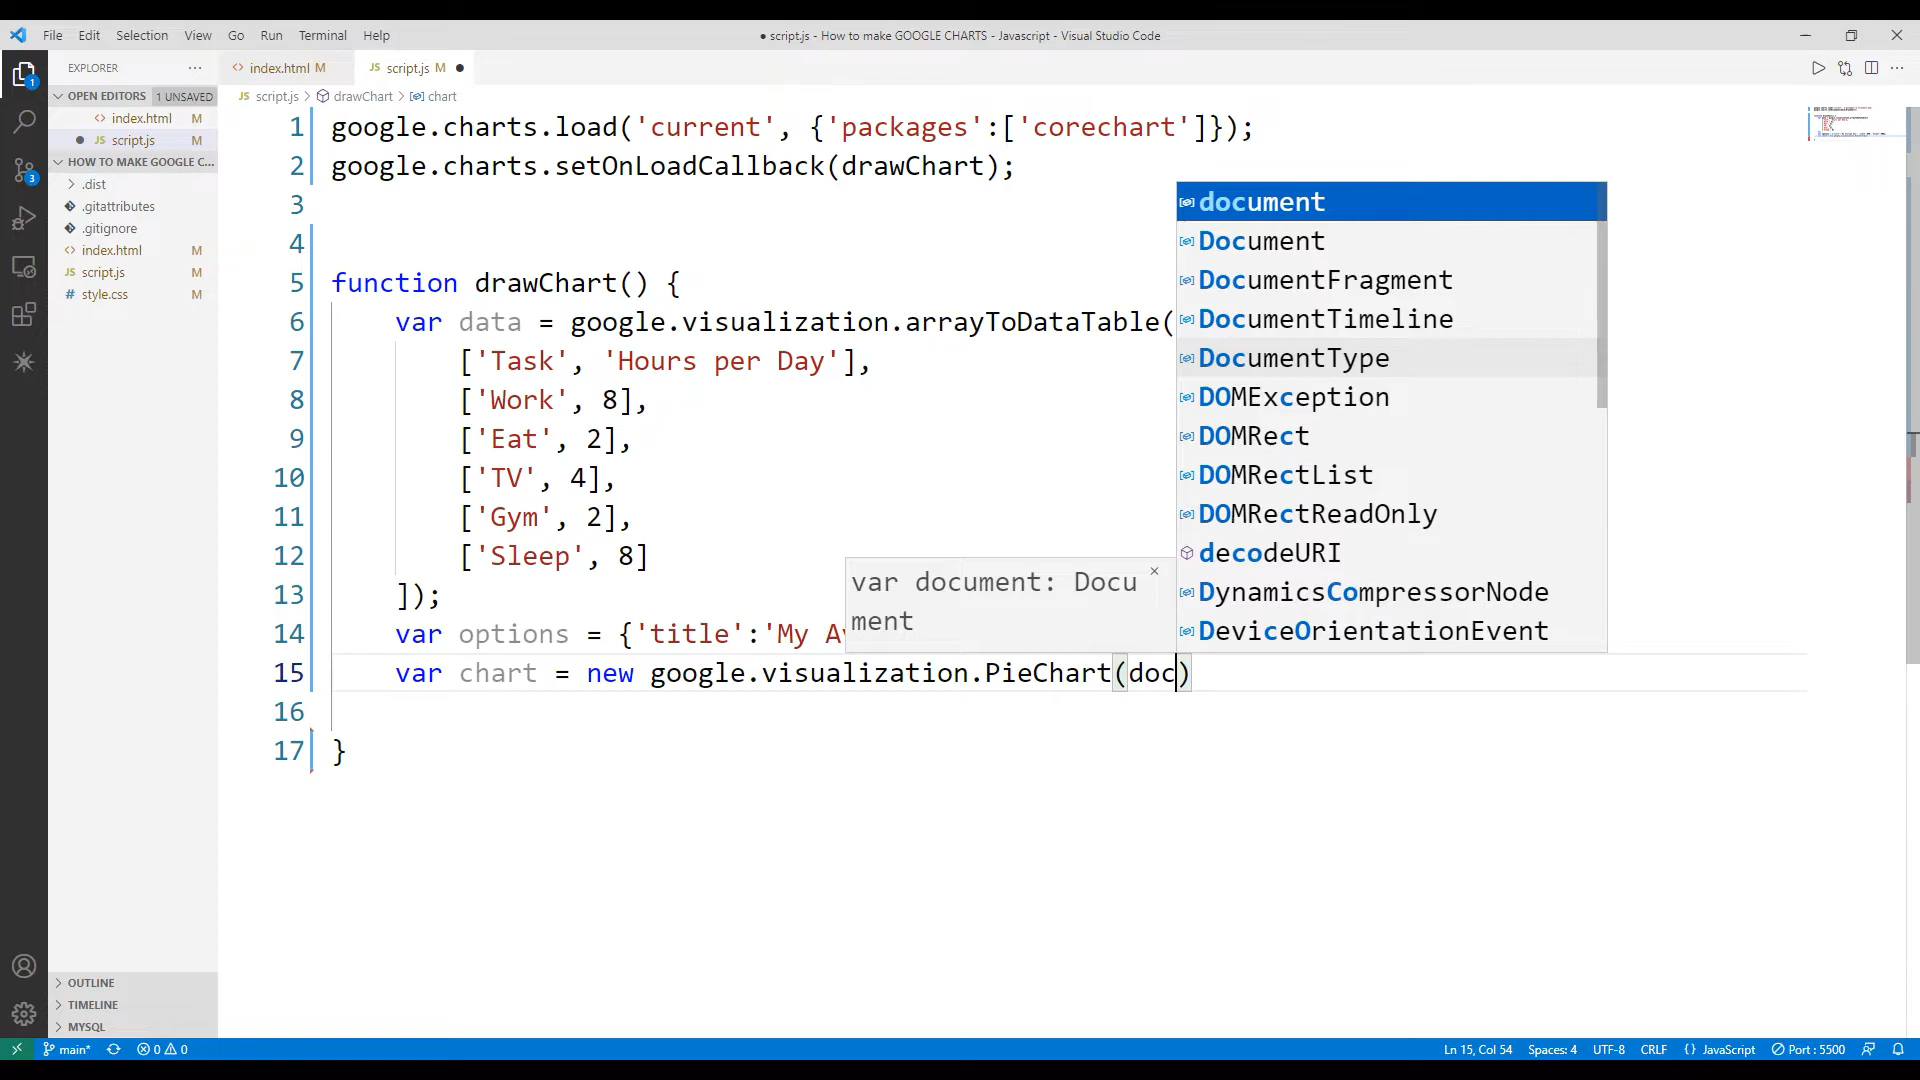 File Edit Selection View Go Run Terminal Help
● script.js - How to make GOOGLE CHARTS - Javascript - Visual Studio Code
EXPLORER
OPEN EDITORS 1 UNSAVED
index.html M
script.js M
HOW TO MAKE GOOGLE C...
.dist
.gitattributes
.gitignore
index.html M
script.js M
style.css M
OUTLINE
TIMELINE
MYSQL
1
3
index.html M
JS script.js M ●
JS script.js > drawChart > chart
1 google.charts.load('current', {'packages':['corechart']});
2 google.charts.setOnLoadCallback(drawChart);
3
4
5 function drawChart() {
6 var data = google.visualization.arrayToDataTable(
7 ['Task', 'Hours per Day'],
8 ['Work', 8],
9 ['Eat', 2],
10 ['TV', 4],
11 ['Gym', 2],
12 ['Sleep', 8]
13 ]);
14 var options = {'title':'My Av
15 var chart = new google.visualization.PieChart(doc)
16
17 }
var document: Docu
ment
document
Document
DocumentFragment
DocumentTimeline
DocumentType
DOMException
DOMRect
DOMRectList
DOMRectReadOnly
decodeURI
DynamicsCompressorNode
DeviceOrientationEvent
main* 0 0
Ln 15, Col 54 Spaces: 4 UTF-8 CRLF {} JavaScript Port : 5500